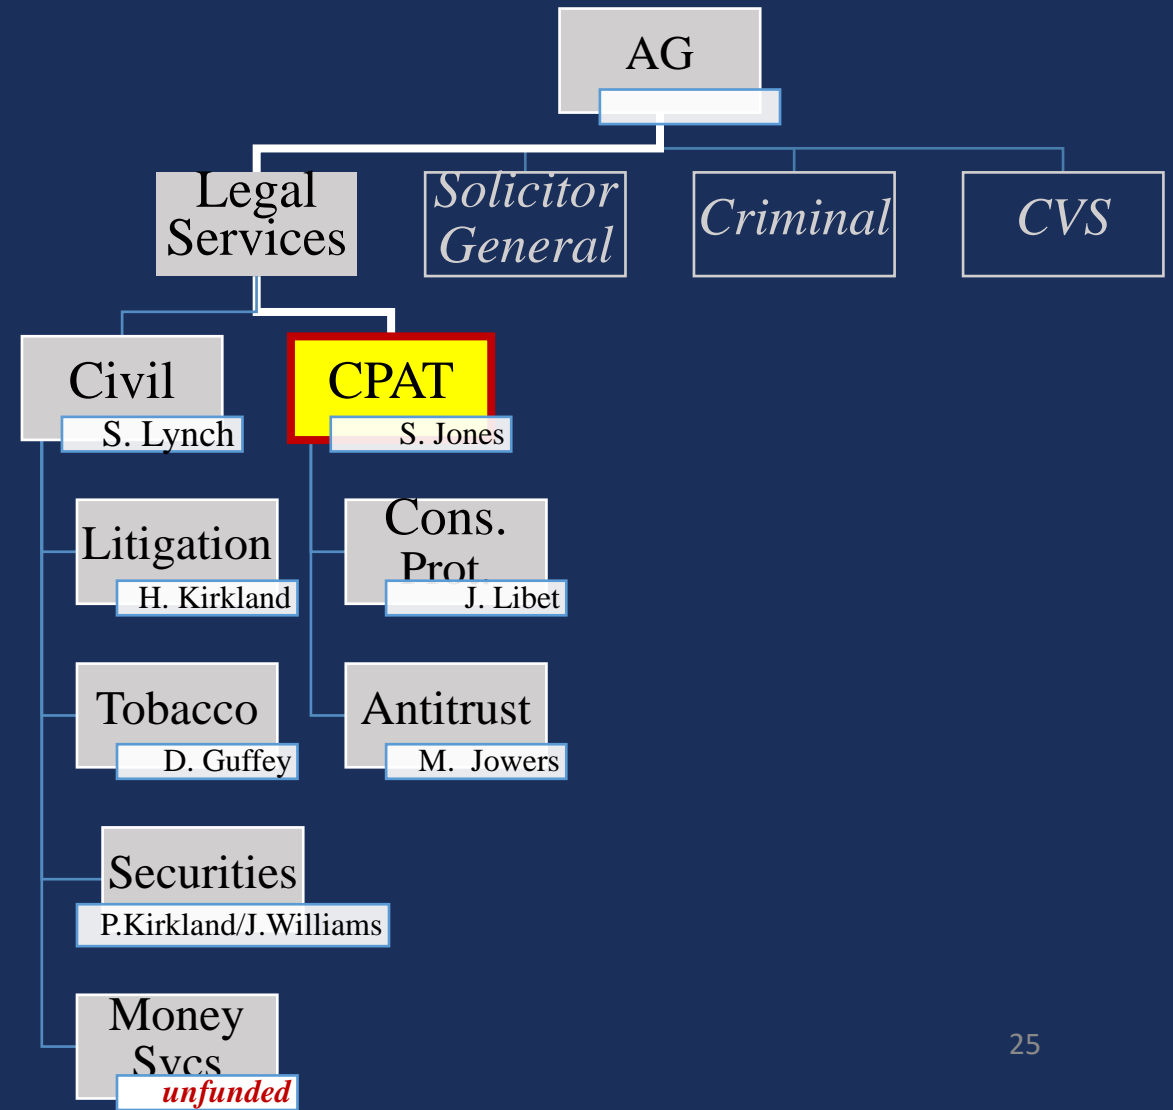 AG
Legal
Services
Solicitor
General
Criminal
CVS
Civil
S. Lynch
CPAT
S. Jones
Litigation
H. Kirkland
Cons.
Prot.
J. Libet
Tobacco
D. Guffey
Antitrust
M. Jowers
Securities
P.Kirkland/J.Williams
Money
Svcs
unfunded
25